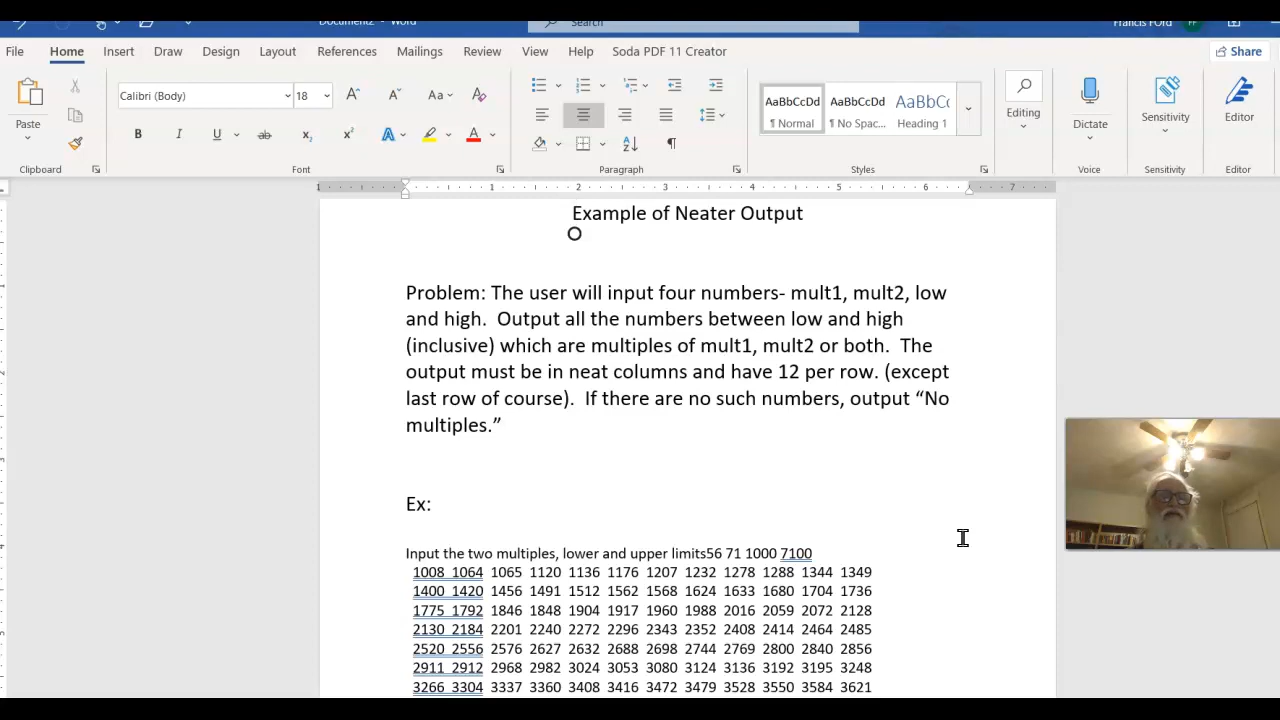 Document2 - Word
Search
Francis FOrd
FF
File Home Insert Draw Design Layout References Mailings Review View Help Soda PDF 11 Creator Share
Calibri (Body) 18
Aa
AaBbCcDd AaBbCcDd AaBbCc
¶ Normal ¶ No Spac... Heading 1
Paste
Editing
Dictate
Sensitivity
Editor
Clipboard Font Paragraph Styles Voice Sensitivity Editor
1 1 2 3 4 5 6 7
Example of Neater Output
Problem: The user will input four numbers- mult1, mult2, low
and high. Output all the numbers between low and high
(inclusive) which are multiples of mult1, mult2 or both. The
output must be in neat columns and have 12 per row. (except
last row of course). If there are no such numbers, output “No
multiples.”
Ex:
Input the two multiples, lower and upper limits56 71 1000 7100
1008 1064 1065 1120 1136 1176 1207 1232 1278 1288 1344 1349
1400 1420 1456 1491 1512 1562 1568 1624 1633 1680 1704 1736
1775 1792 1846 1848 1904 1917 1960 1988 2016 2059 2072 2128
2130 2184 2201 2240 2272 2296 2343 2352 2408 2414 2464 2485
2520 2556 2576 2627 2632 2688 2698 2744 2769 2800 2840 2856
2911 2912 2968 2982 3024 3053 3080 3124 3136 3192 3195 3248
3266 3304 3337 3360 3408 3416 3472 3479 3528 3550 3584 3621